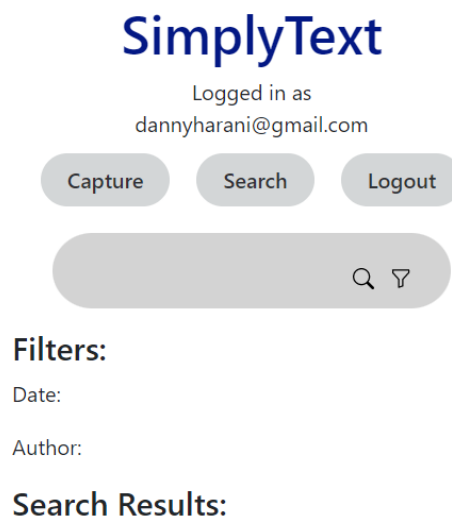 SimplyText
Logged in as
dannyharani@gmail.com
Capture Search Logout
Filters:
Date:
Author:
Search Results: